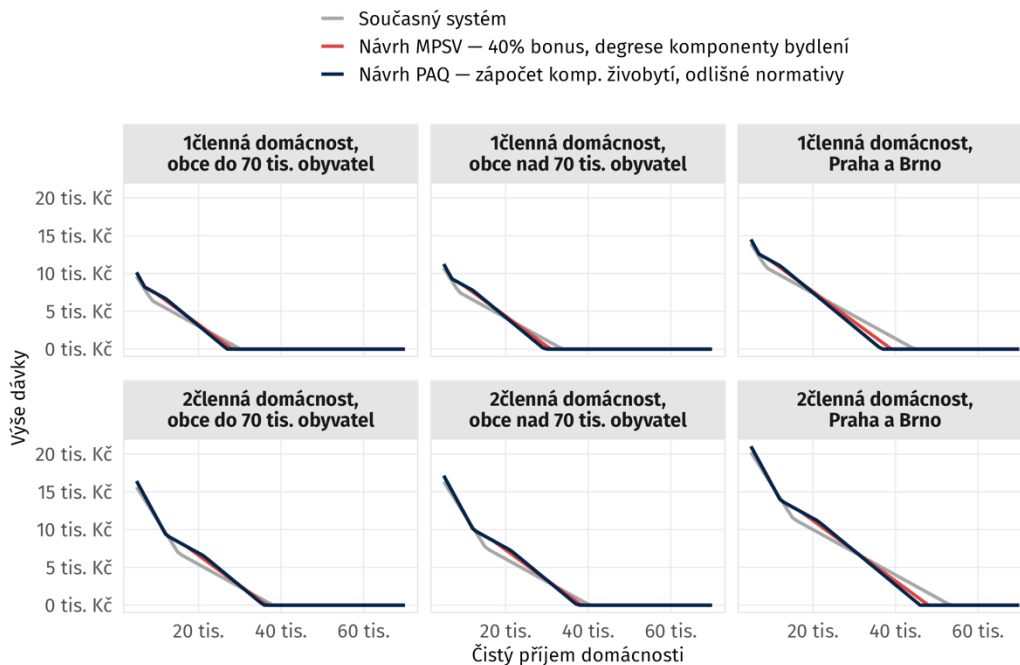 Současný systém
Návrh MPSV — 40% bonus, degrese komponenty bydlení
Návrh PAQ — zápočet komp. živobytí, odlišné normativy
1členná domácnost,
obce do 70 tis. obyvatel
1členná domácnost,
obce nad 70 tis. obyvatel
1členná domácnost,
Praha a Brno
20 tis. Kč
15 tis. Kč
10 tis. Kč
5 tis. Kč
0 tis. Kč
Výše dávky
2členná domácnost,
obce do 70 tis. obyvatel
2členná domácnost,
obce nad 70 tis. obyvatel
2členná domácnost,
Praha a Brno
20 tis. Kč
15 tis. Kč
10 tis. Kč
5 tis. Kč
0 tis. Kč
20 tis. 40 tis. 60 tis. 20 tis. 40 tis. 60 tis. 20 tis. 40 tis. 60 tis.
Čistý příjem domácnosti